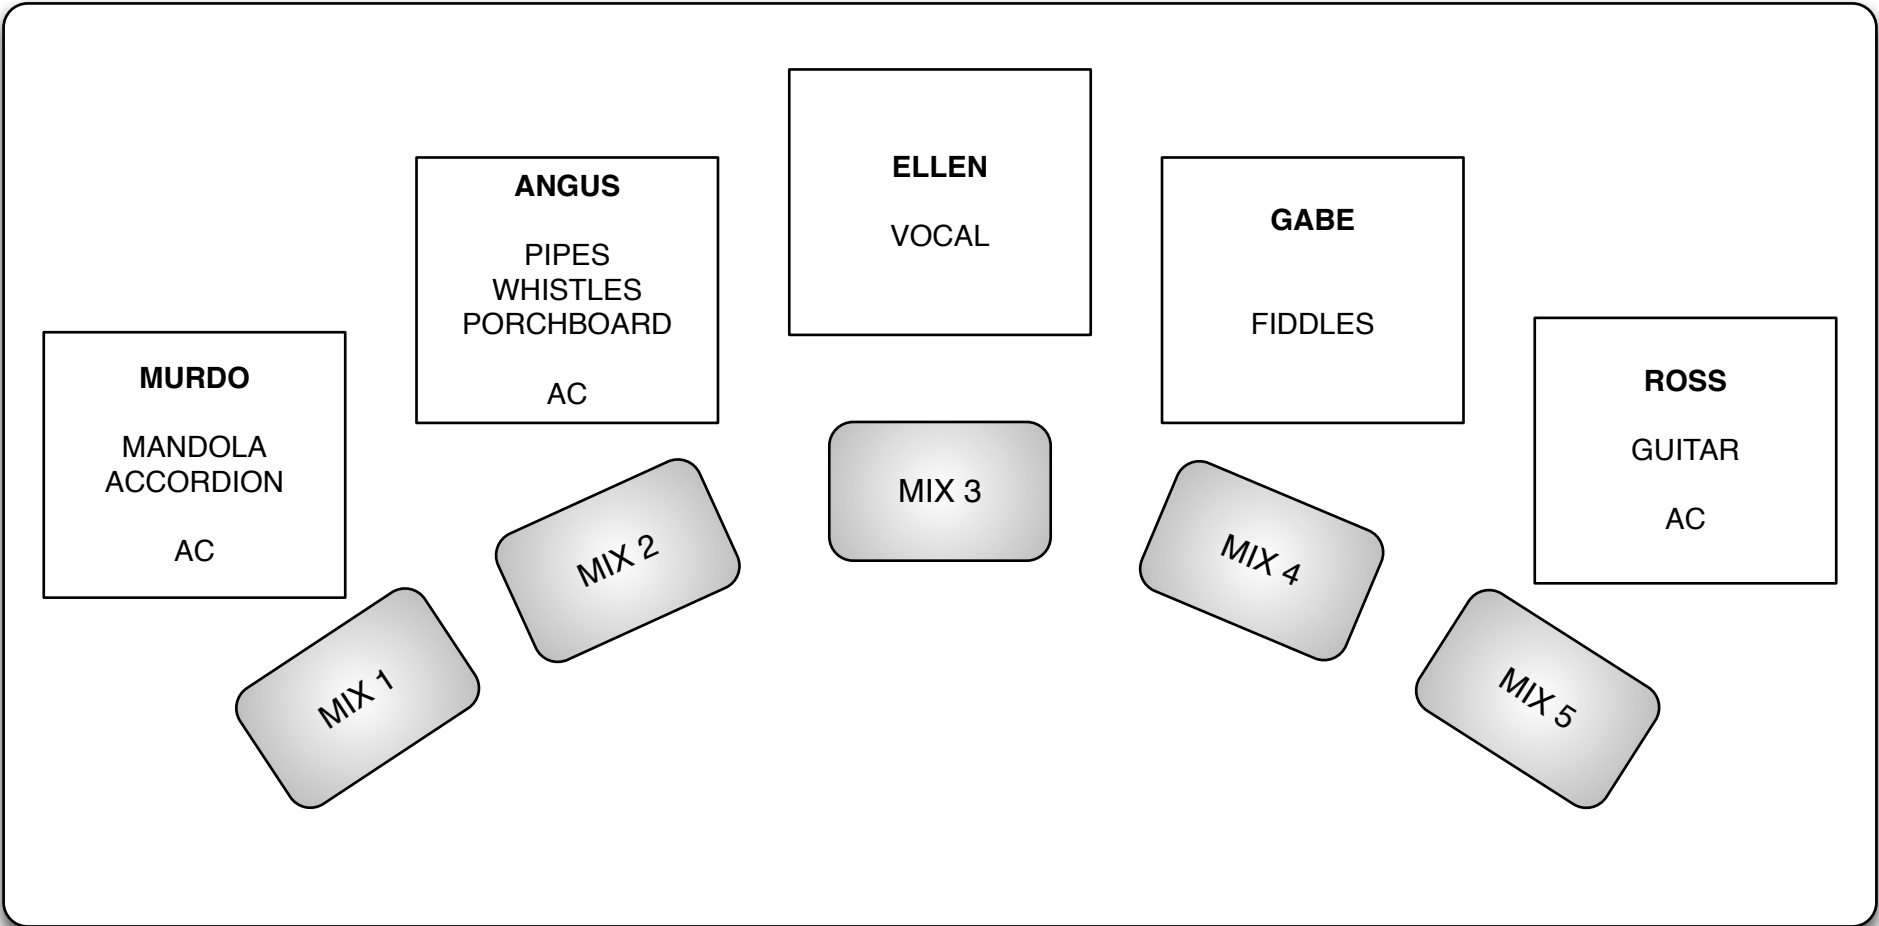 ELLEN
VOCAL
ANGUS
PIPES
WHISTLES
PORCHBOARD
AC
GABE
FIDDLES
MURDO
MANDOLA
ACCORDION
AC
ROSS
GUITAR
AC
MIX 1
MIX 2
MIX 3
MIX 4
MIX 5